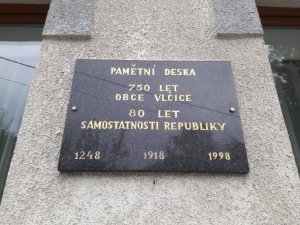 PAMĚTNÍ DESKA
750 LET
OBCE VLČICE
80 LET
SAMOSTATNOSTI REPUBLIKY
1248 1918 1998